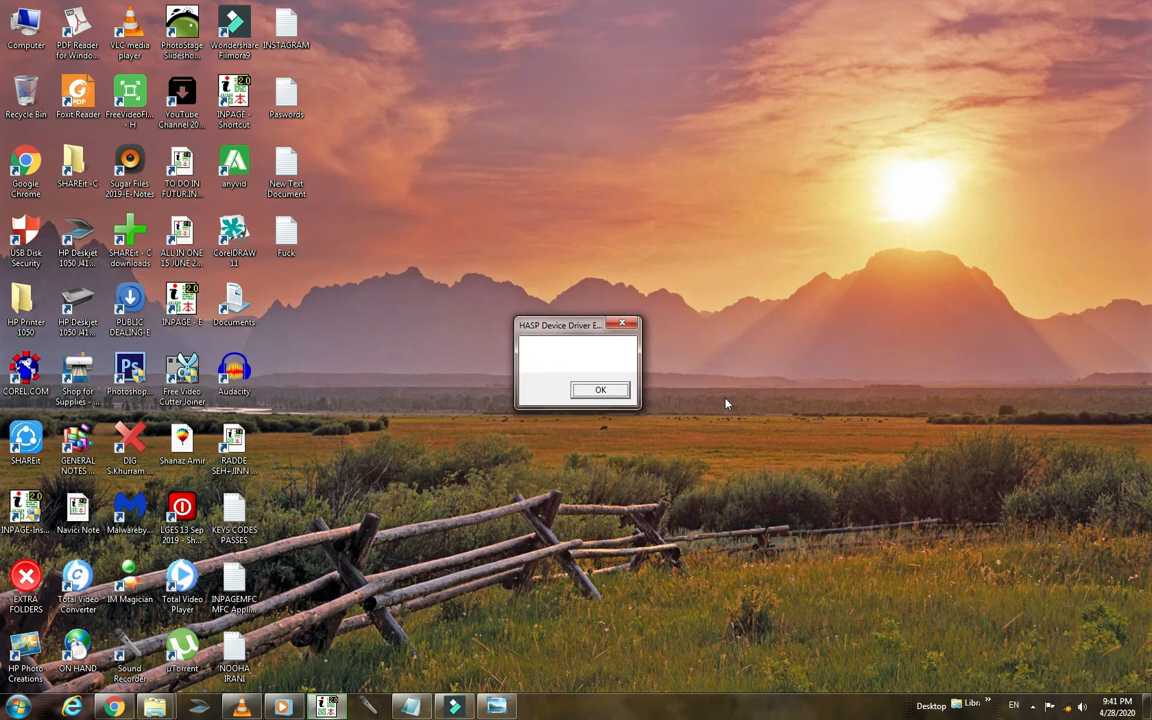 Computer
PDF Reader
for Windo...
VLC media
player
PhotoStage
Slidesho...
Wondershare
Filmora9
INSTAGRAM
Recycle Bin
Foxit Reader
FreeVideoFl...
- H
YouTube
Channel 20...
INPAGE -
Shortcut
Paswords
Google
Chrome
SHAREit -C
Sugar Files
2019-E-Notes
TO DO IN
FUTUR.IN...
anyvid
New Text
Document
USB Disk
Security
HP Deskjet
1050 J41...
SHAREit - C
downloads
ALL IN ONE
15 JUNE 2...
CorelDRAW
11
Fuck
HP Printer
1050
HP Deskjet
1050 J41...
PUBLIC
DEALING-E
INPAGE - E
Documents
COREL.COM
Shop for
Supplies - ...
Photoshop...
Free Video
CutterJoiner
Audacity
SHAREit
GENERAL
NOTES ...
DIG
S.Khurram ...
Shanaz Amir
RADDE
SEH+JINN ...
INPAGE-Ins...
Navici Note
Malwareby...
LGES 13 Sep
2019 - Sh...
KEYS CODES
PASSES
EXTRA
FOLDERS
Total Video
Converter
IM Magician
Total Video
Player
INPAGEMFC
MFC Appli...
HP Photo
Creations
ON HAND
Sound
Recorder
µTorrent
NOOHA
IRANI
HASP Device Driver E...
OK
Desktop
Libr
»
EN
9:41 PM
4/28/2020